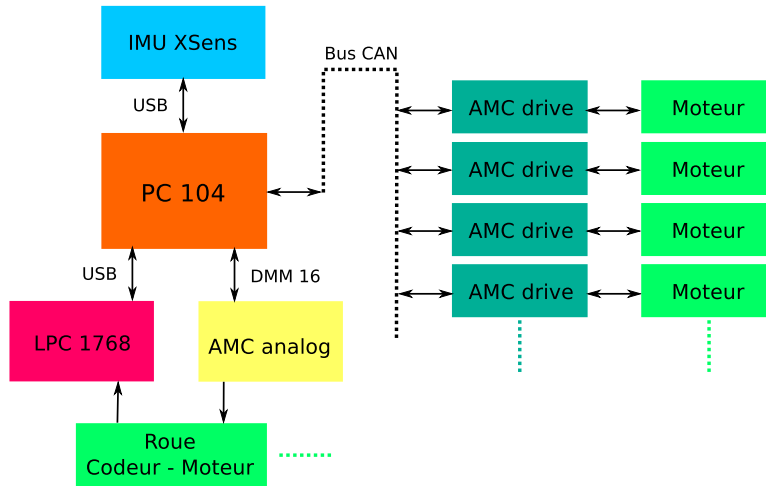 IMU XSens
Bus CAN
USB
PC 104
AMC drive
Moteur
AMC drive
Moteur
AMC drive
Moteur
AMC drive
Moteur
USB
DMM 16
LPC 1768
AMC analog
Roue
Codeur - Moteur